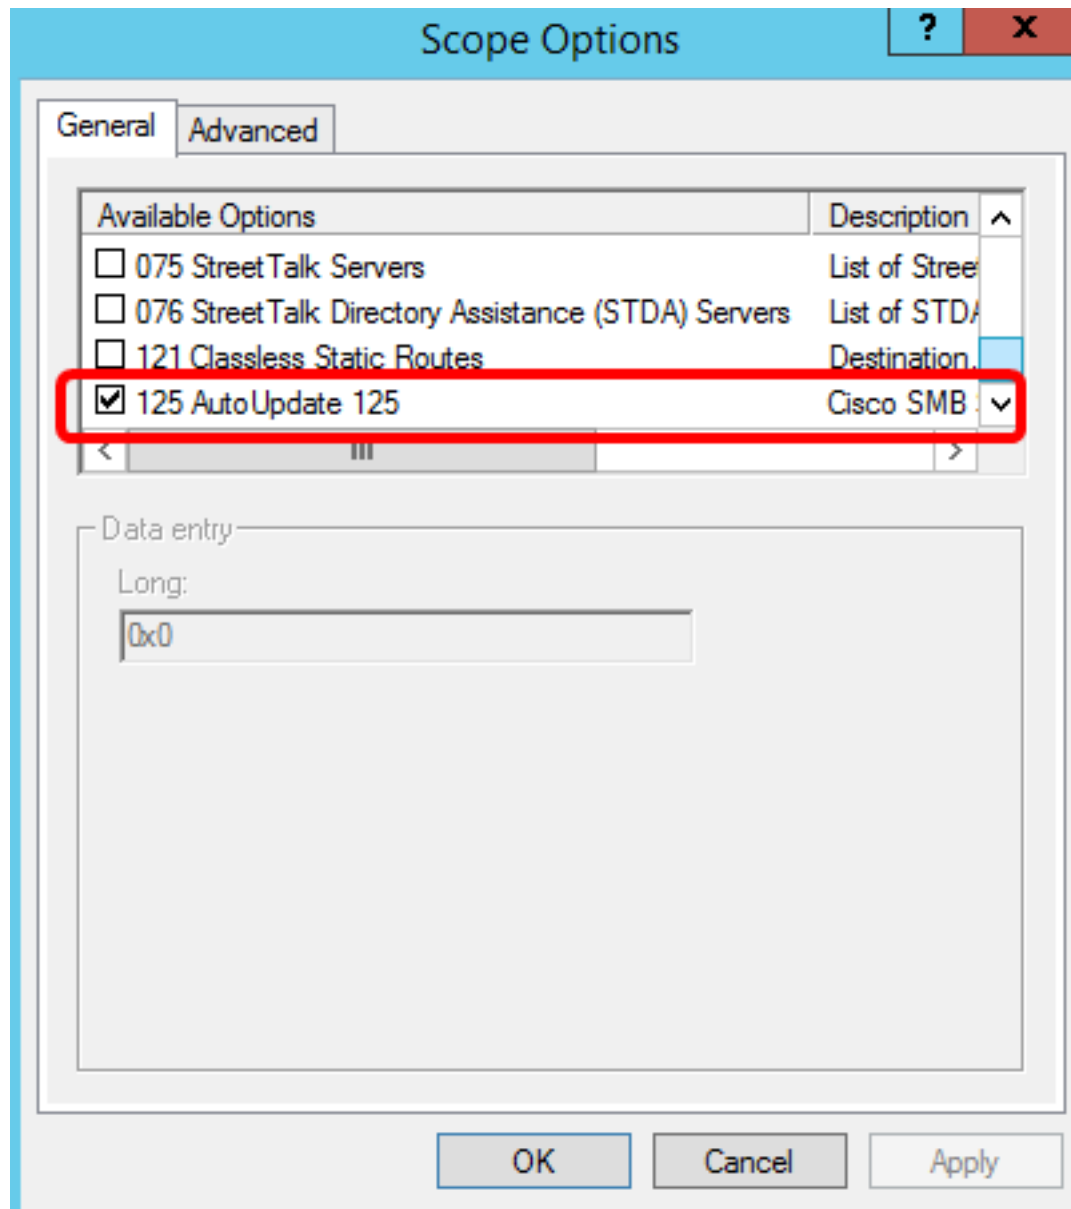 Scope Options
? x
General Advanced
Available Options Description
075 StreetTalk Servers List of Street
076 StreetTalk Directory Assistance (STDA) Servers List of STDA
121 Classless Static Routes Destination,
125 AutoUpdate 125 Cisco SMB
Data entry
Long:
0x0
OK Cancel Apply